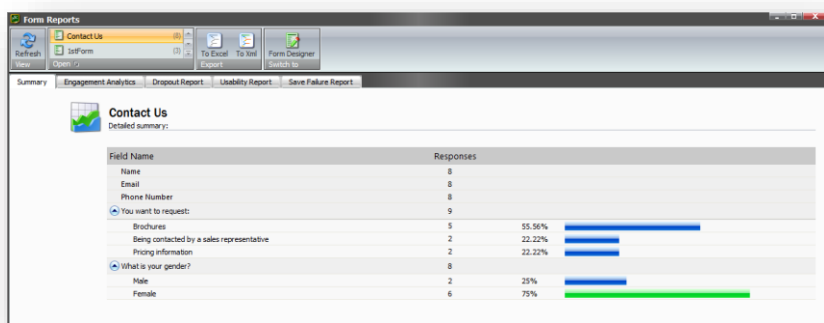 Form Reports
Contact Us (8)
1stForm (3)
Refresh To Excel To Xml Form Designer
View Open Export Switch to
Summary Engagement Analytics Dropout Report Usability Report Save Failure Report
Contact Us
Detailed summary:
Field Name Responses
Name 8
Email 8
Phone Number 8
You want to request: 9
Brochures 5 55.56%
Being contacted by a sales representative 2 22.22%
Pricing information 2 22.22%
What is your gender? 8
Male 2 25%
Female 6 75%